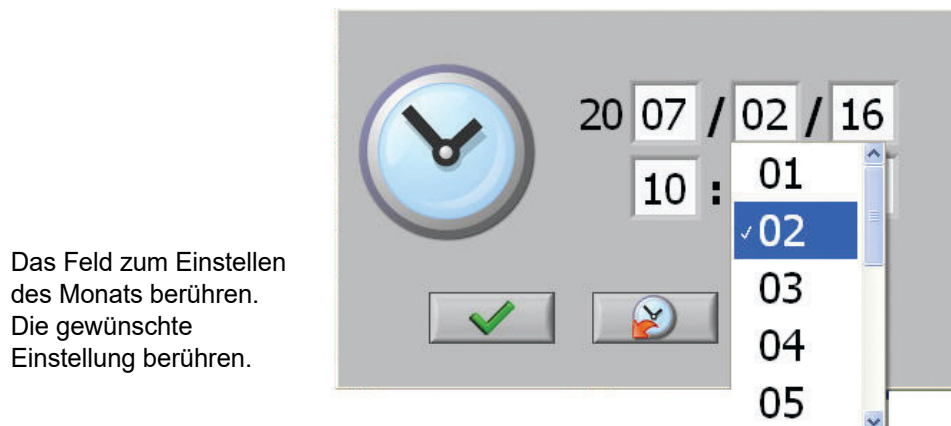 20 07 / 02 / 16
10 :
01
02
03
04
05
Das Feld zum Einstellen
des Monats berühren.
Die gewünschte
Einstellung berühren.